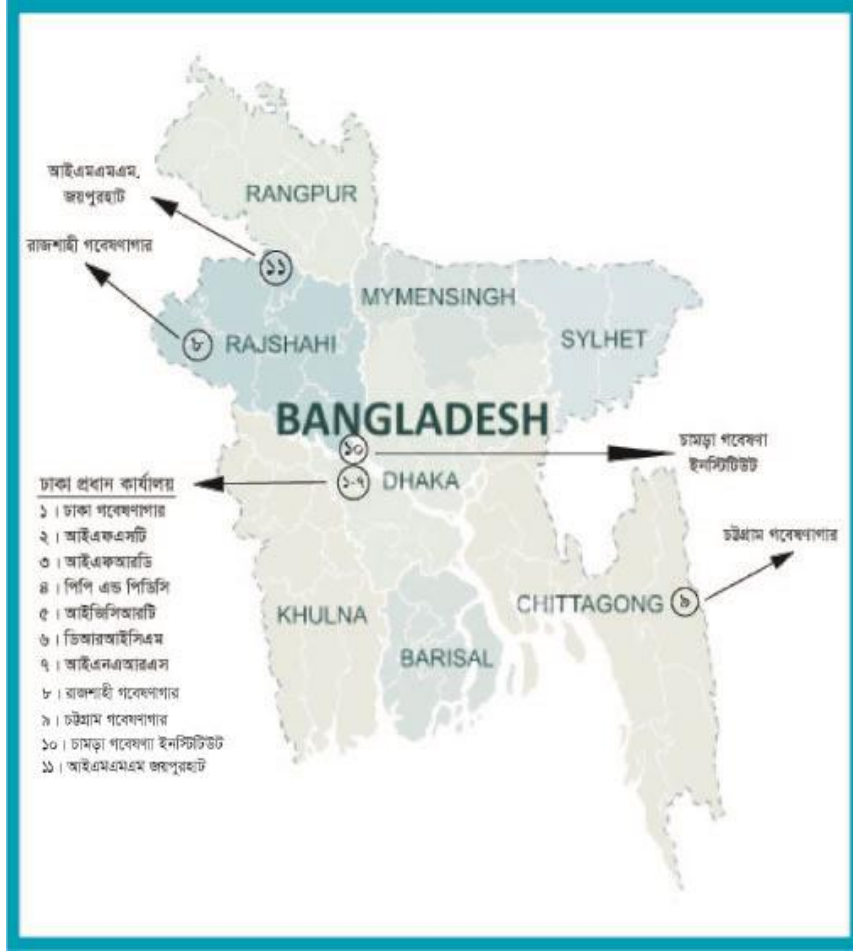 RANGPUR
আইএমএমএম.
জয়পুরহাট
রাজশাহী গবেষণাগার
১১
MYMENSINGH
৮
RAJSHAHI
SYLHET
BANGLADESH
১০
চামড়া গবেষণা
ইনস্টিটিউট
ঢাকা প্রধান কার্যালয়
১-৭
DHAKA
১। ঢাকা গবেষণাগার
২। আইএফএসটি
৩। আইএফআরডি
৪। পিপি এন্ড পিডিসি
৫। আইজিসিআরটি
৬। ডিআরআইসিএম
৭। আইএনএআরএস
৮। রাজশাহী গবেষণাগার
৯। চট্টগ্রাম গবেষণাগার
১০। চামড়া গবেষণা ইনস্টিটিউট
১১। আইএমএমএম জয়পুরহাট
চট্টগ্রাম গবেষণাগার
KHULNA
CHITTAGONG
৯
BARISAL